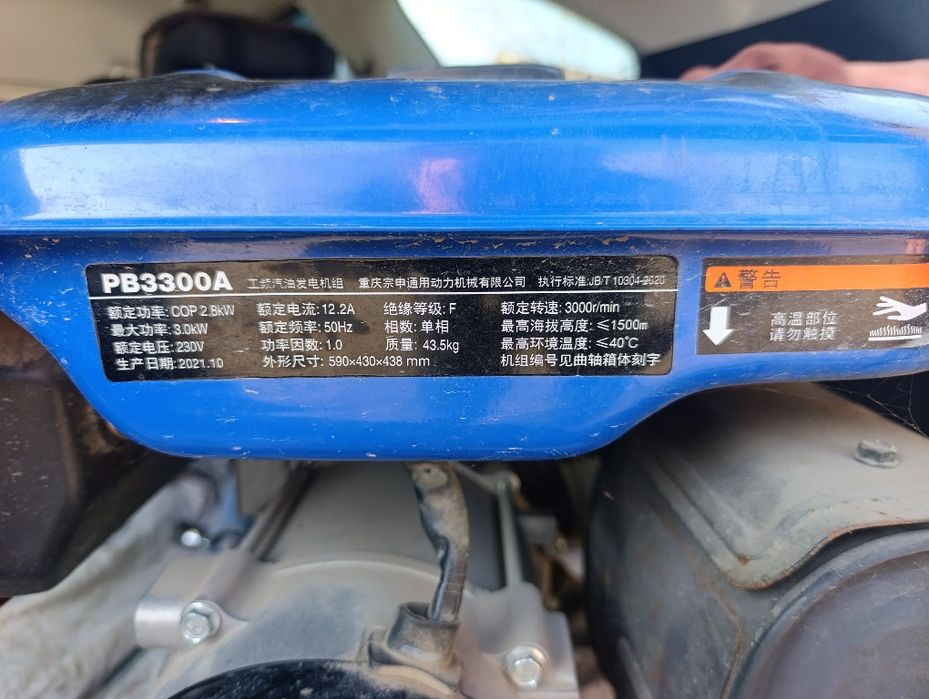 PB3300A 工频汽油发电机组 重庆宗申通用动力机械有限公司 执行标准:JB/T 10304-2020
额定功率: COP 2.8kW 额定电流: 12.2A 绝缘等级: F 额定转速: 3000r/min
最大功率: 3.0kW 额定频率: 50Hz 相数: 单相 最高海拔高度: ≤1500m
额定电压: 230V 功率因数: 1.0 质量: 43.5kg 最高环境温度: ≤40℃
生产日期: 2021.10 外形尺寸: 590×430×438 mm 机组编号见曲轴箱体刻字
警告
高温部位
请勿触摸